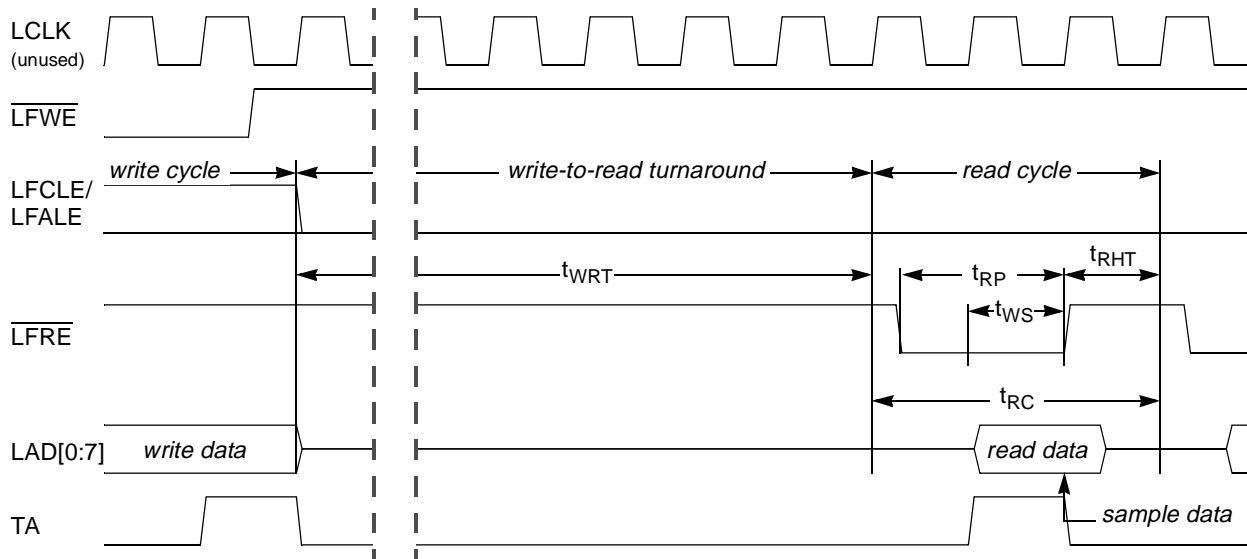 LCLK
(unused)
LFWE
write cycle
write-to-read turnaround
read cycle
LFCLE/
LFALE
tWRT
tRP
tRHT
tWS
LFRE
tRC
LAD[0:7]
write data
read data
sample data
TA